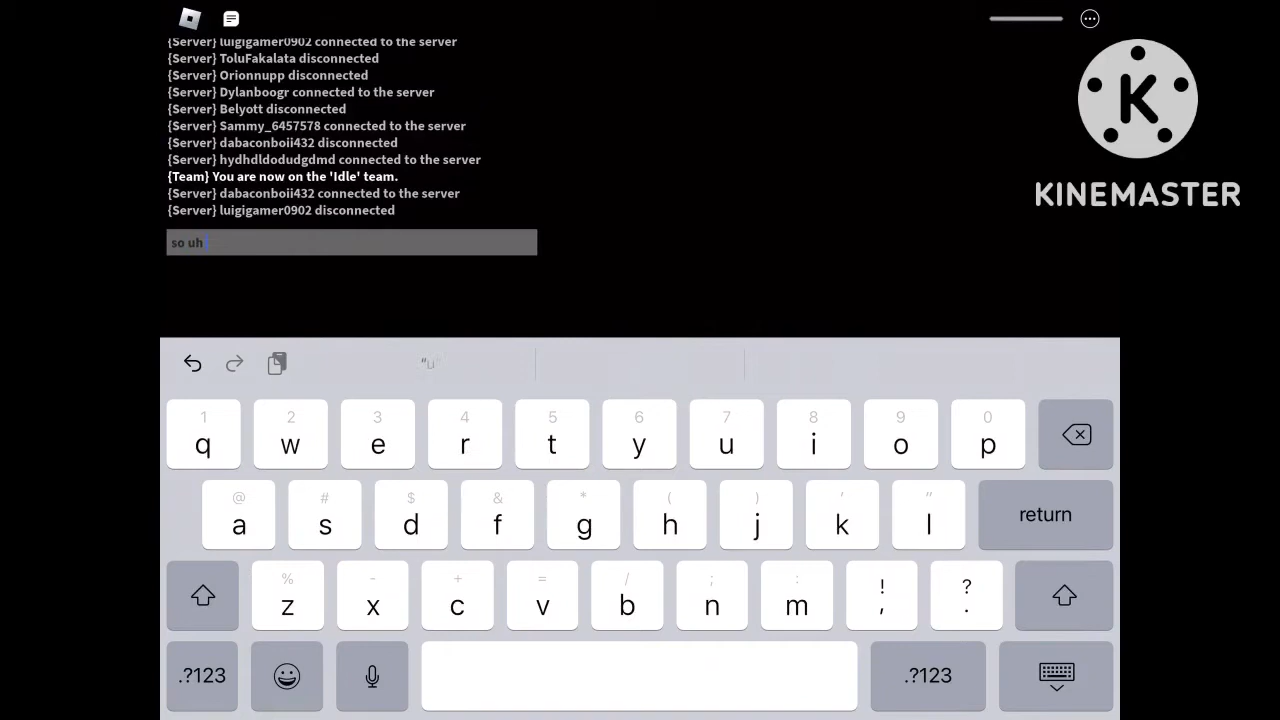 {Server} luigigamer0902 connected to the server
{Server} ToluFakalata disconnected
{Server} Orionnupp disconnected
{Server} Dylanboogr connected to the server
{Server} Belyott disconnected
{Server} Sammy_6457578 connected to the server
{Server} dabaconboii432 disconnected
{Server} hydhdldodudgdmd connected to the server
{Team} You are now on the 'Idle' team.
{Server} dabaconboii432 connected to the server
{Server} luigigamer0902 disconnected
so uh
K
KINEMASTER
“u”
1 2 3 4 5 6 7 8 9 0
q w e r t y u i o p
@ # $ & * ( ) ' "
a s d f g h j k l return
% - + = / ; : ! ?
z x c v b n m , .
.?123 .?123